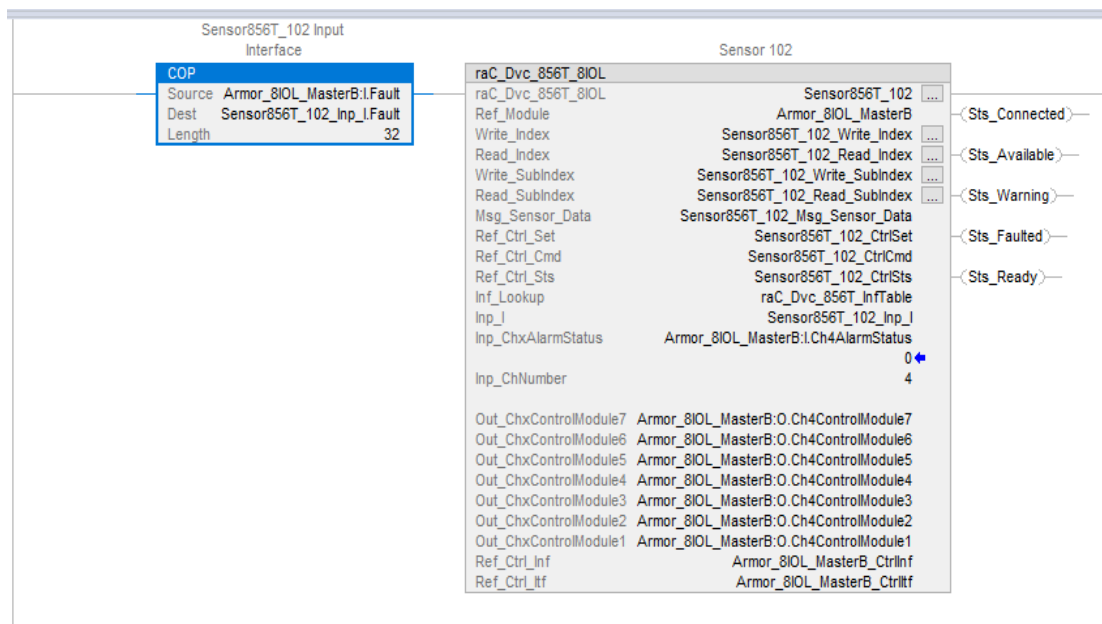 Sensor856T_102 Input
Interface
Sensor 102
COP
Source Armor_8IOL_MasterB:I.Fault
Dest Sensor856T_102_Inp_I.Fault
Length 32
raC_Dvc_856T_8IOL
raC_Dvc_856T_8IOL Sensor856T_102 ...
Ref_Module Armor_8IOL_MasterB
Write_Index Sensor856T_102_Write_Index ...
Read_Index Sensor856T_102_Read_Index ...
Write_SubIndex Sensor856T_102_Write_SubIndex ...
Read_SubIndex Sensor856T_102_Read_SubIndex ...
Msg_Sensor_Data Sensor856T_102_Msg_Sensor_Data
Ref_Ctrl_Set Sensor856T_102_CtrlSet
Ref_Ctrl_Cmd Sensor856T_102_CtrlCmd
Ref_Ctrl_Sts Sensor856T_102_CtrlSts
Inf_Lookup raC_Dvc_856T_InfTable
Inp_I Sensor856T_102_Inp_I
Inp_ChxAlarmStatus Armor_8IOL_MasterB:I.Ch4AlarmStatus
0
Inp_ChNumber 4
Out_ChxControlModule7 Armor_8IOL_MasterB:O.Ch4ControlModule7
Out_ChxControlModule6 Armor_8IOL_MasterB:O.Ch4ControlModule6
Out_ChxControlModule5 Armor_8IOL_MasterB:O.Ch4ControlModule5
Out_ChxControlModule4 Armor_8IOL_MasterB:O.Ch4ControlModule4
Out_ChxControlModule3 Armor_8IOL_MasterB:O.Ch4ControlModule3
Out_ChxControlModule2 Armor_8IOL_MasterB:O.Ch4ControlModule2
Out_ChxControlModule1 Armor_8IOL_MasterB:O.Ch4ControlModule1
Ref_Ctrl_Inf Armor_8IOL_MasterB_CtrlInf
Ref_Ctrl_Itf Armor_8IOL_MasterB_CtrlItf
Sts_Connected
Sts_Available
Sts_Warning
Sts_Faulted
Sts_Ready